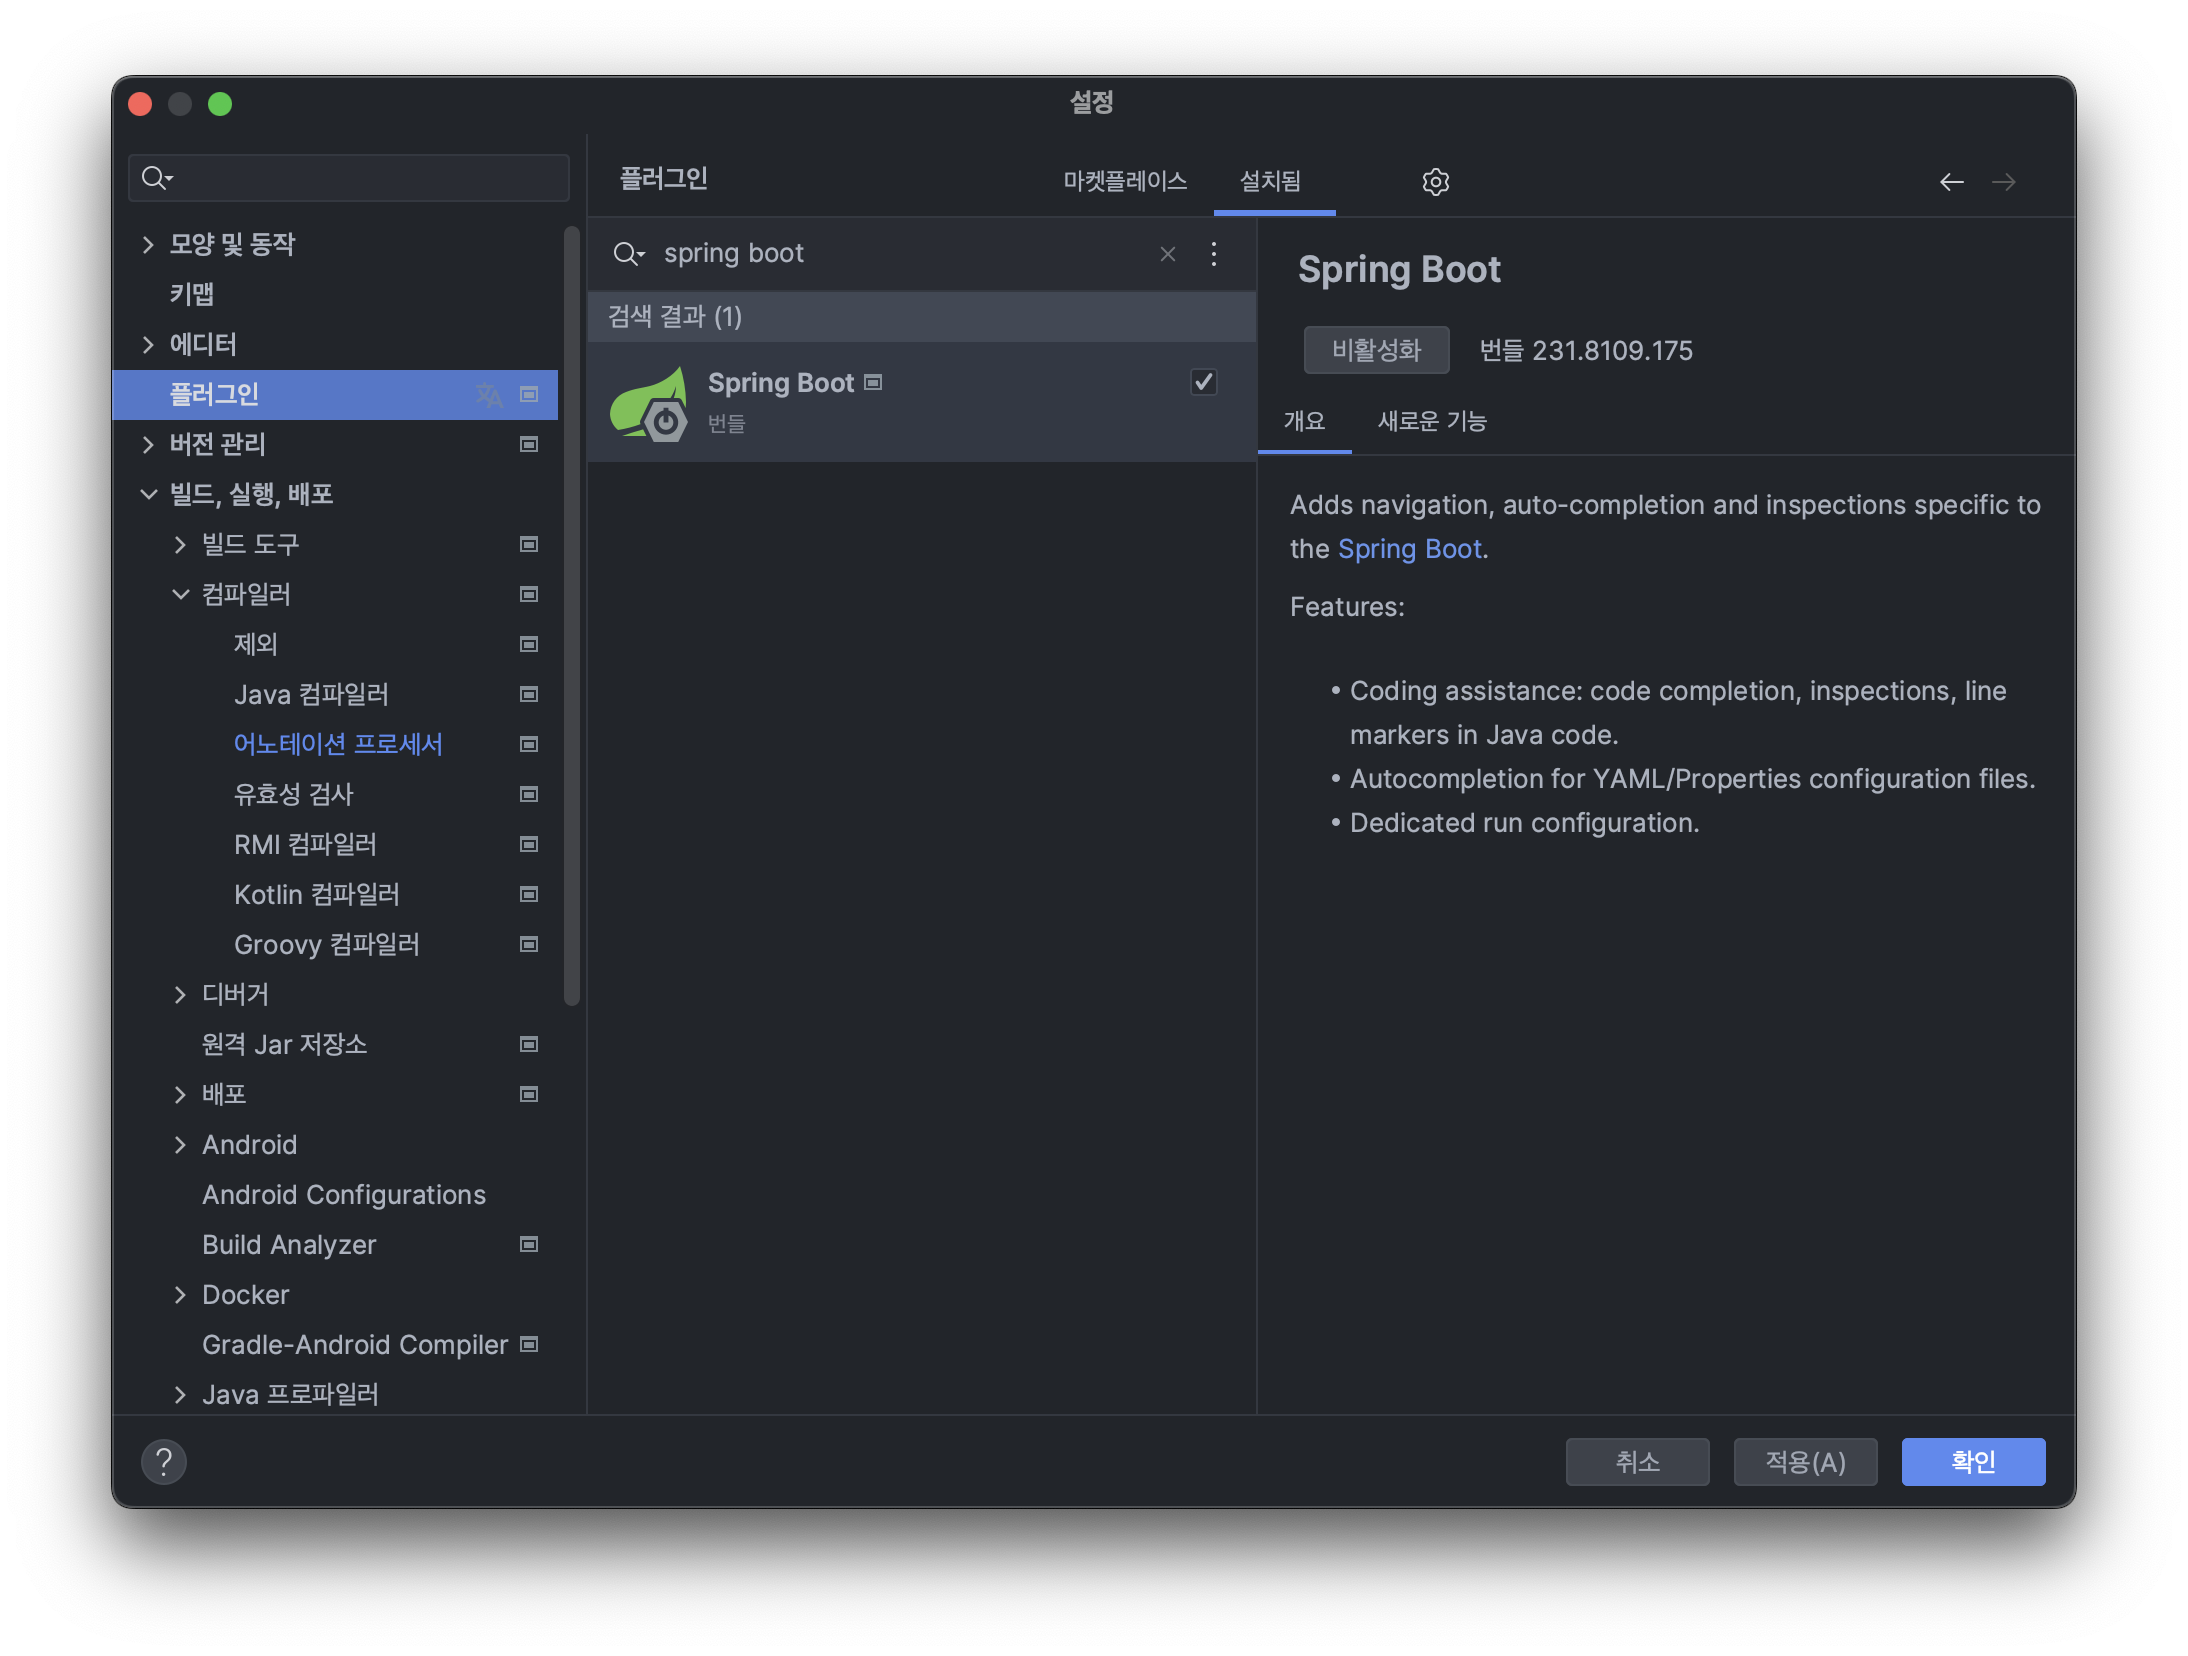 설정
모양 및 동작
키맵
에디터
플러그인
버전 관리
빌드, 실행, 배포
빌드 도구
컴파일러
제외
Java 컴파일러
어노테이션 프로세서
유효성 검사
RMI 컴파일러
Kotlin 컴파일러
Groovy 컴파일러
디버거
원격 Jar 저장소
배포
Android
Android Configurations
Build Analyzer
Docker
Gradle-Android Compiler
Java 프로파일러
플러그인
마켓플레이스
설치됨
spring boot
검색 결과 (1)
Spring Boot
번들
Spring Boot
비활성화
번들 231.8109.175
개요
새로운 기능
Adds navigation, auto-completion and inspections specific to
the Spring Boot.
Features:
• Coding assistance: code completion, inspections, line
markers in Java code.
• Autocompletion for YAML/Properties configuration files.
• Dedicated run configuration.
?
취소
적용(A)
확인